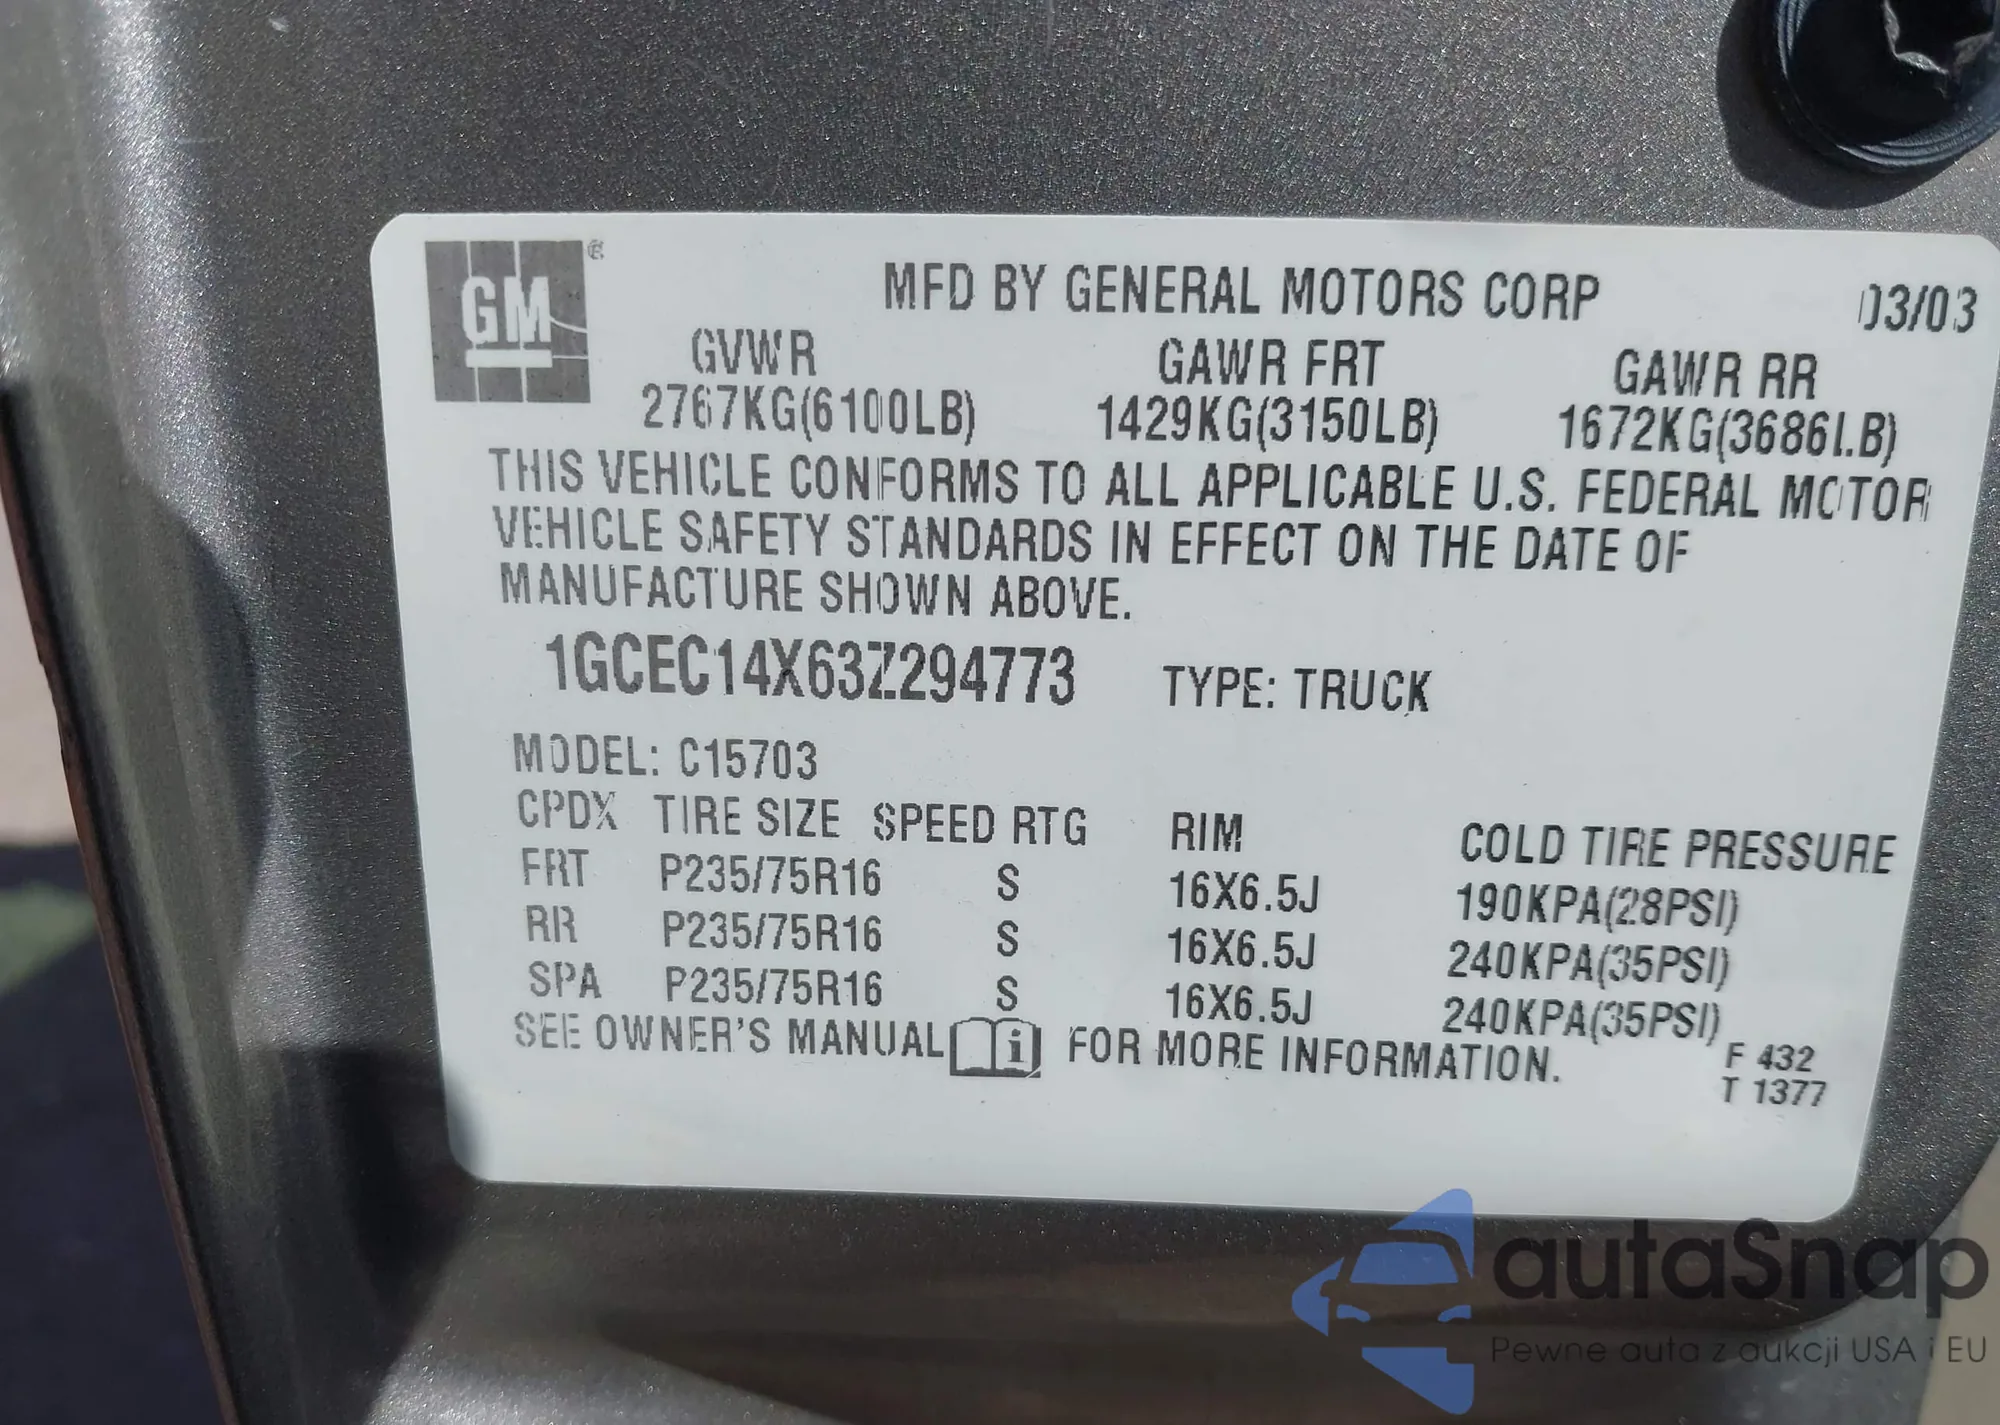 GM
MFD BY GENERAL MOTORS CORP 03/03
GVWR GAWR FRT GAWR RR
2767KG(6100LB) 1429KG(3150LB) 1672KG(3686LB)
THIS VEHICLE CONFORMS TO ALL APPLICABLE U.S. FEDERAL MOTOR
VEHICLE SAFETY STANDARDS IN EFFECT ON THE DATE OF
MANUFACTURE SHOWN ABOVE.
1GCEC14X63Z294773 TYPE: TRUCK
MODEL: C15703
CPDX TIRE SIZE SPEED RTG RIM COLD TIRE PRESSURE
FRT P235/75R16 S 16X6.5J 190KPA(28PSI)
RR P235/75R16 S 16X6.5J 240KPA(35PSI)
SPA P235/75R16 S 16X6.5J 240KPA(35PSI)
SEE OWNER'S MANUAL i FOR MORE INFORMATION.
F 432
T 1377
autaSnap
Pewne auta z aukcji USA i EU